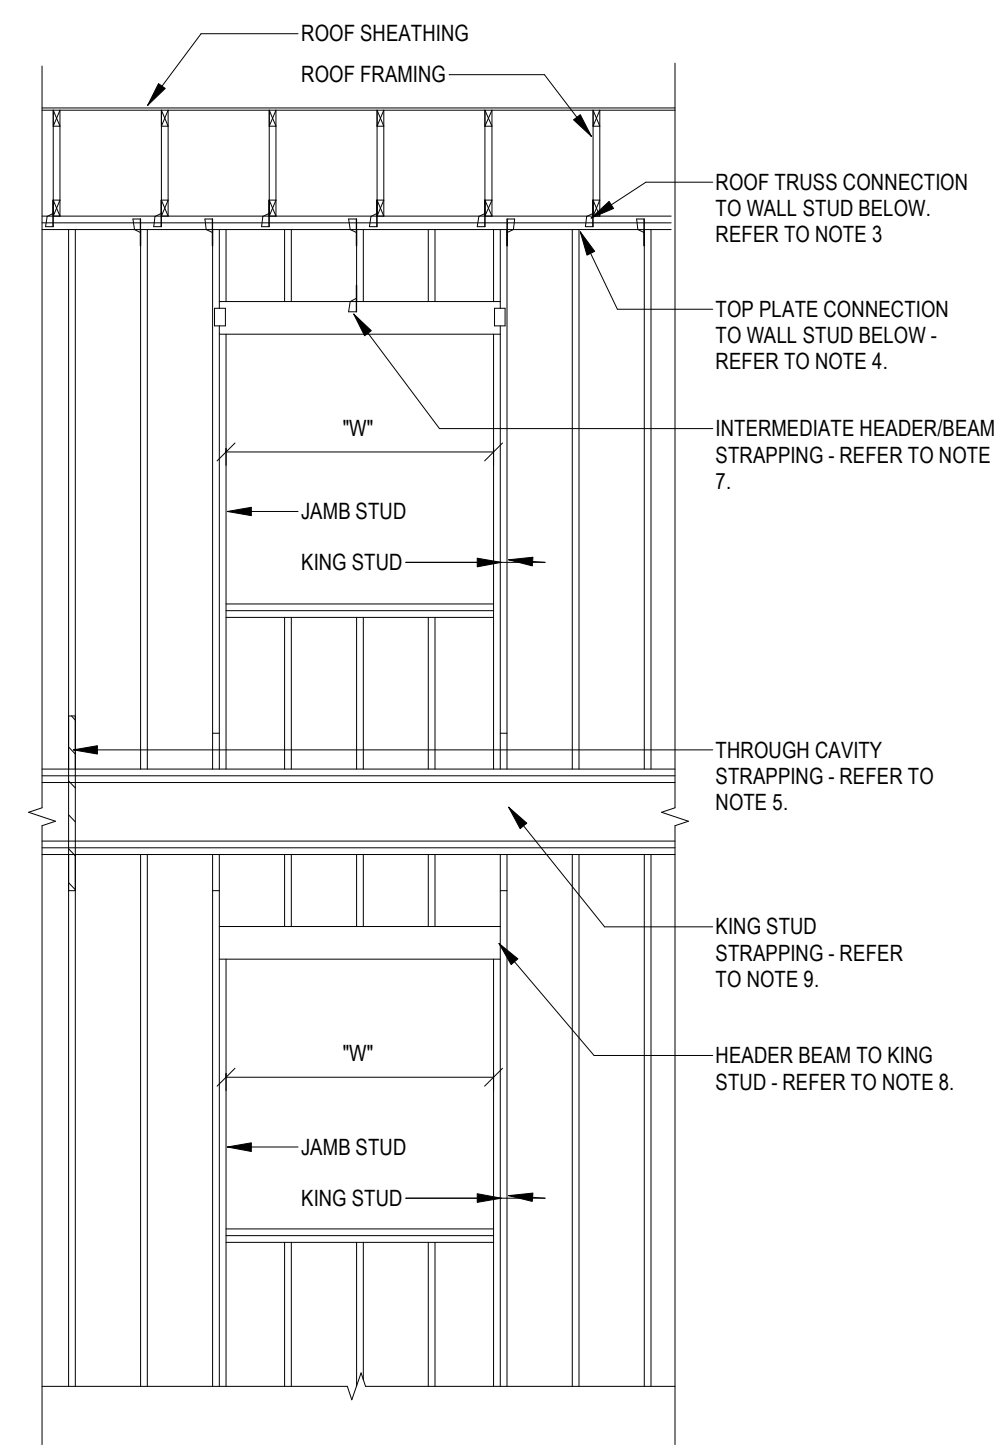 ROOF SHEATHING
ROOF FRAMING
ROOF TRUSS CONNECTION
TO WALL STUD BELOW.
REFER TO NOTE 3
TOP PLATE CONNECTION
TO WALL STUD BELOW -
REFER TO NOTE 4.
INTERMEDIATE HEADER/BEAM
STRAPPING - REFER TO NOTE
7.
"W"
JAMB STUD
KING STUD
THROUGH CAVITY
STRAPPING - REFER TO
NOTE 5.
KING STUD
STRAPPING - REFER
TO NOTE 9.
HEADER BEAM TO KING
STUD - REFER TO NOTE 8.
"W"
JAMB STUD
KING STUD